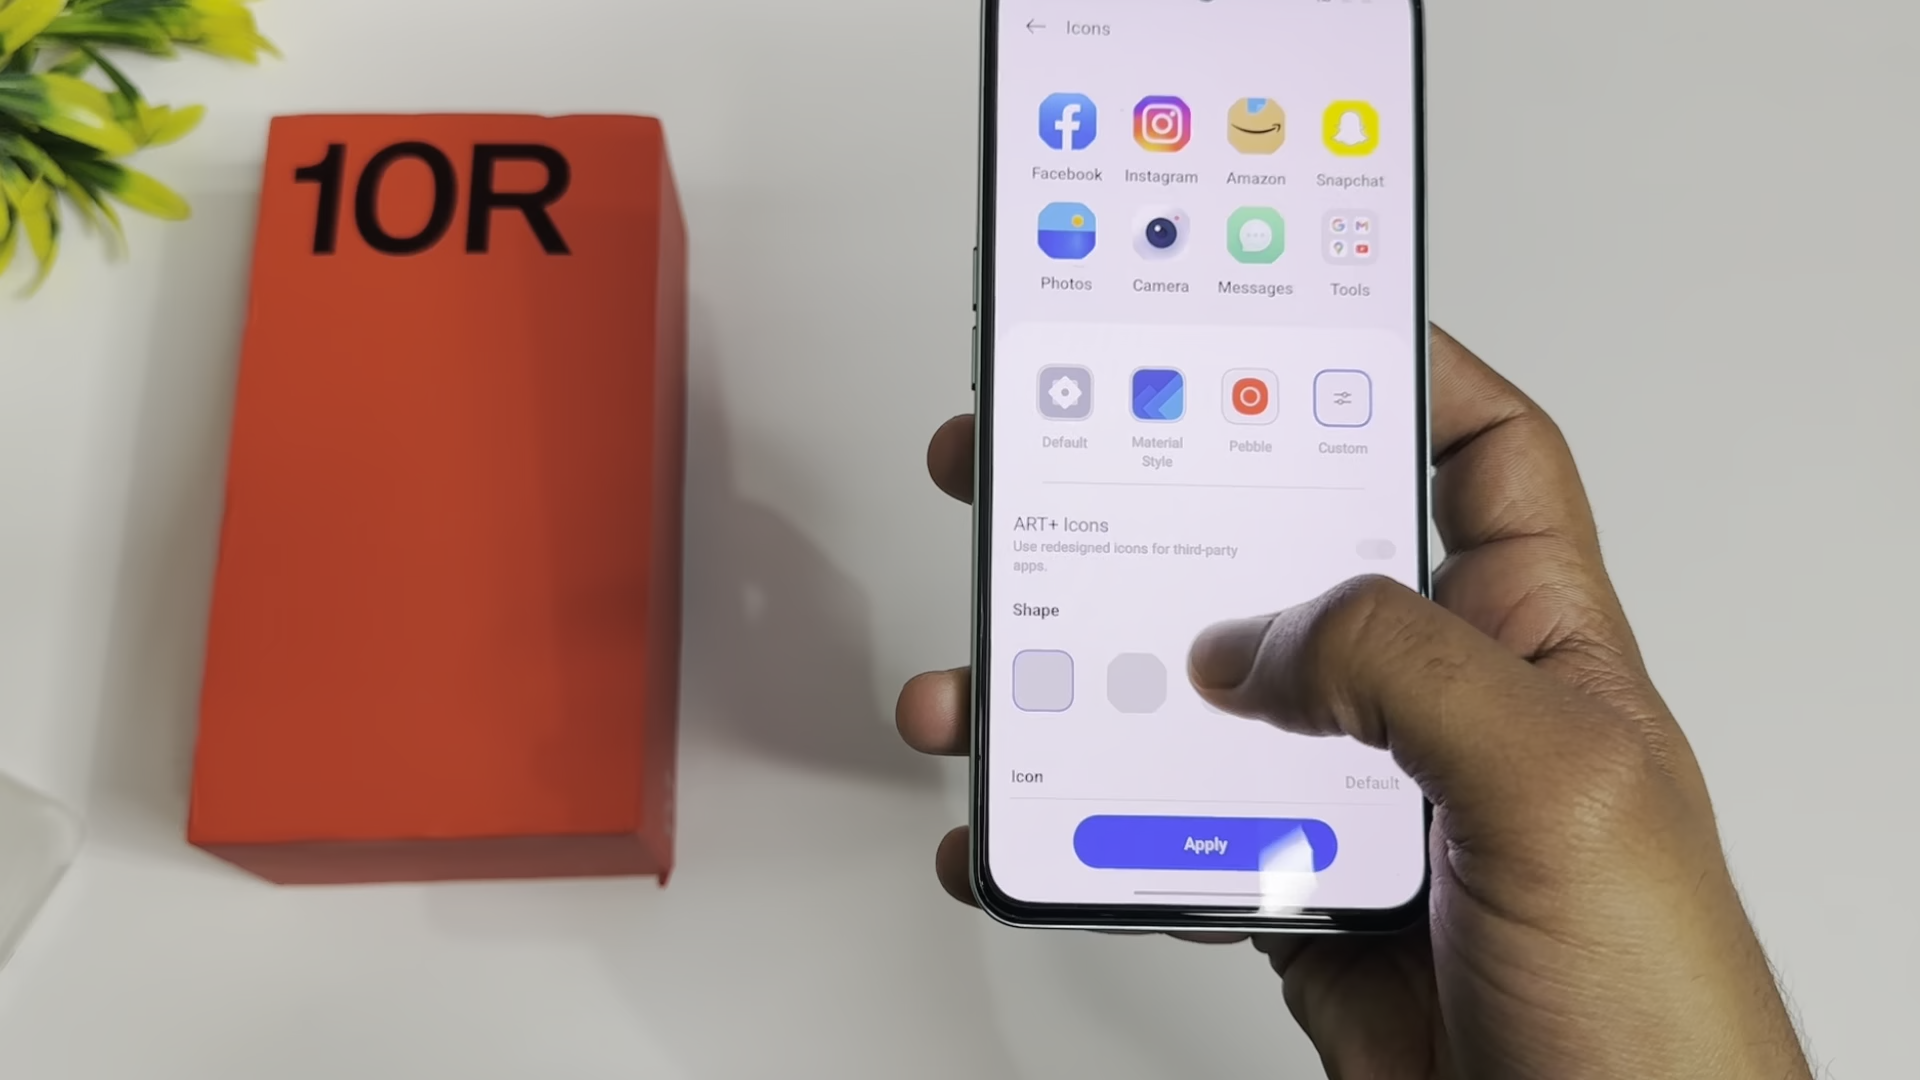 10R
Icons
Facebook
Instagram
Amazon
Snapchat
Photos
Camera
Messages
Tools
Default
Material
Style
Pebble
Custom
ART+ Icons
Use redesigned icons for third-party
apps.
Shape
Icon
Default
Apply